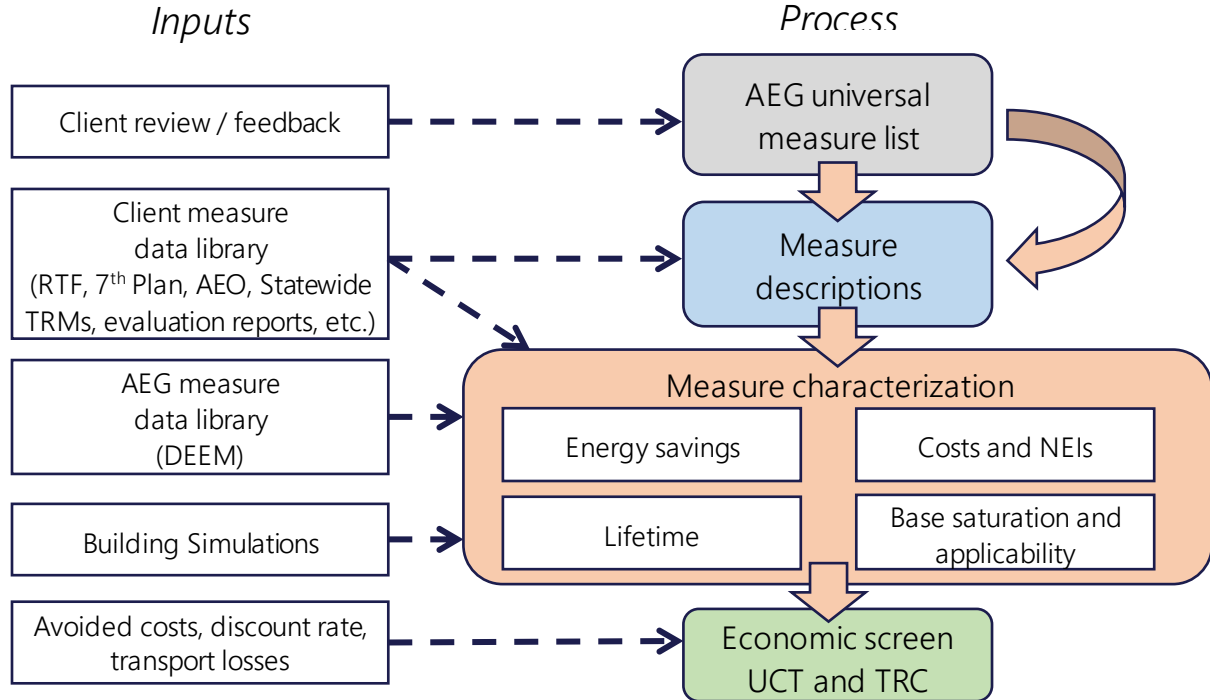 Inputs
Process
Client review / feedback
AEG universal
measure list
Client measure
data library
(RTF, 7th Plan, AEO, Statewide
TRMs, evaluation reports, etc.)
Measure
descriptions
AEG measure
data library
(DEEM)
Measure characterization
Energy savings
Costs and NEIs
Building Simulations
Lifetime
Base saturation and
applicability
Avoided costs, discount rate,
transport losses
Economic screen
UCT and TRC